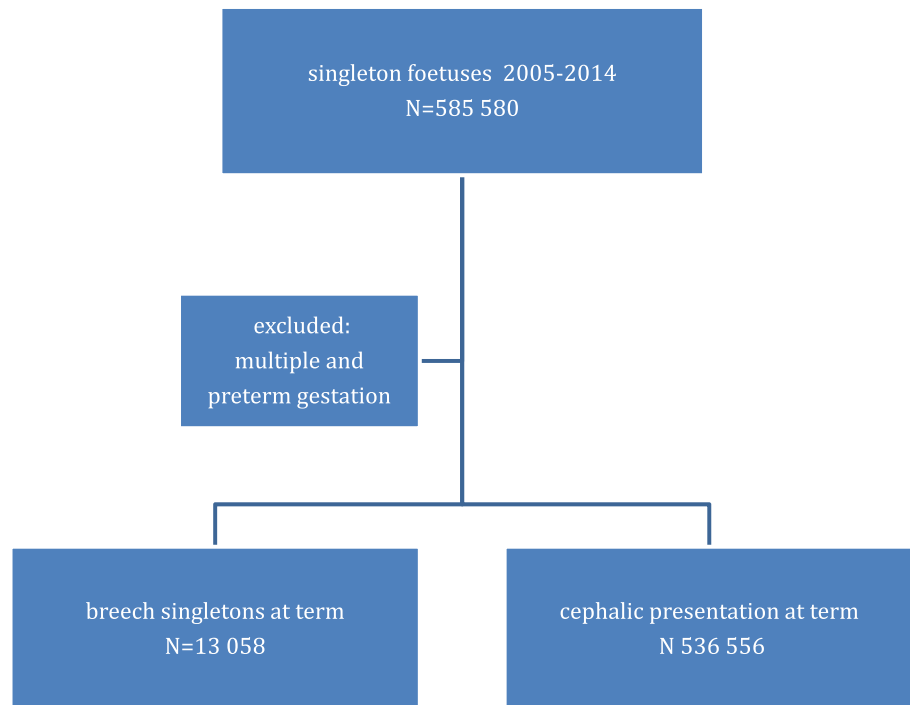 singleton foetuses  2005-2014
N=585 580
excluded:
multiple and
preterm gestation
breech singletons at term
N=13 058
cephalic presentation at term
N 536 556